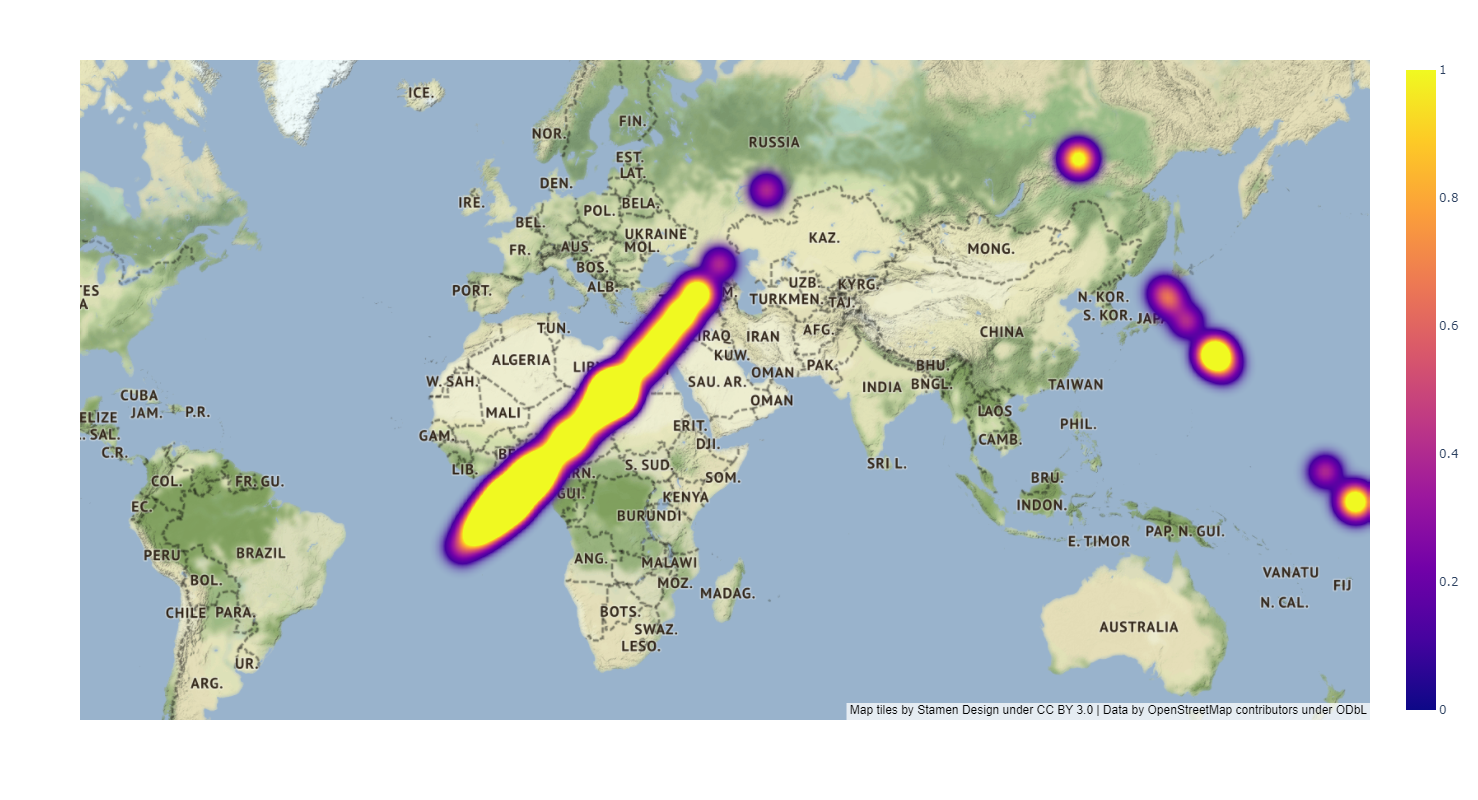 ICE.
FIN.
NOR.
RUSSIA
EST.
LAT.
DEN.
IRE.
BELA.
POL.
BEL.
UKRAINE
KAZ.
FR.
AUS.
MOL.
MONG.
BOS.
UZB.
KYRG.
ALB.
PORT.
TURKMEN.
TAJ.
N. KOR.
S. KOR.
TUN.
CHINA
IRAQ
IRAN
AFG.
ALGERIA
KUW.
PAK.
BHU.
OMAN
W. SAH.
SAU. AR.
INDIA
BNGL.
TAIWAN
CUBA
OMAN
JAM.
P.R.
MALI
LAOS
ELIZE
ERIT.
PHIL.
SAL.
GAM.
DJI.
CAMB.
C.R.
LIB.
S. SUD.
SRI L.
COL.
FR. GU.
SOM.
BRU.
GUI.
KENYA
EC.
INDON.
BURUNDI
PAP. N. GUI.
E. TIMOR
PERU
BRAZIL
ANG.
MALAWI
VANATU
BOL.
MOZ.
FIJ
MADAG.
N. CAL.
CHILE
PARA.
BOTS.
SWAZ.
AUSTRALIA
LESO.
UR.
ARG.
Map tiles by Stamen Design under CC BY 3.0 | Data by OpenStreetMap contributors under ODbL
1
0.8
0.6
0.4
0.2
0